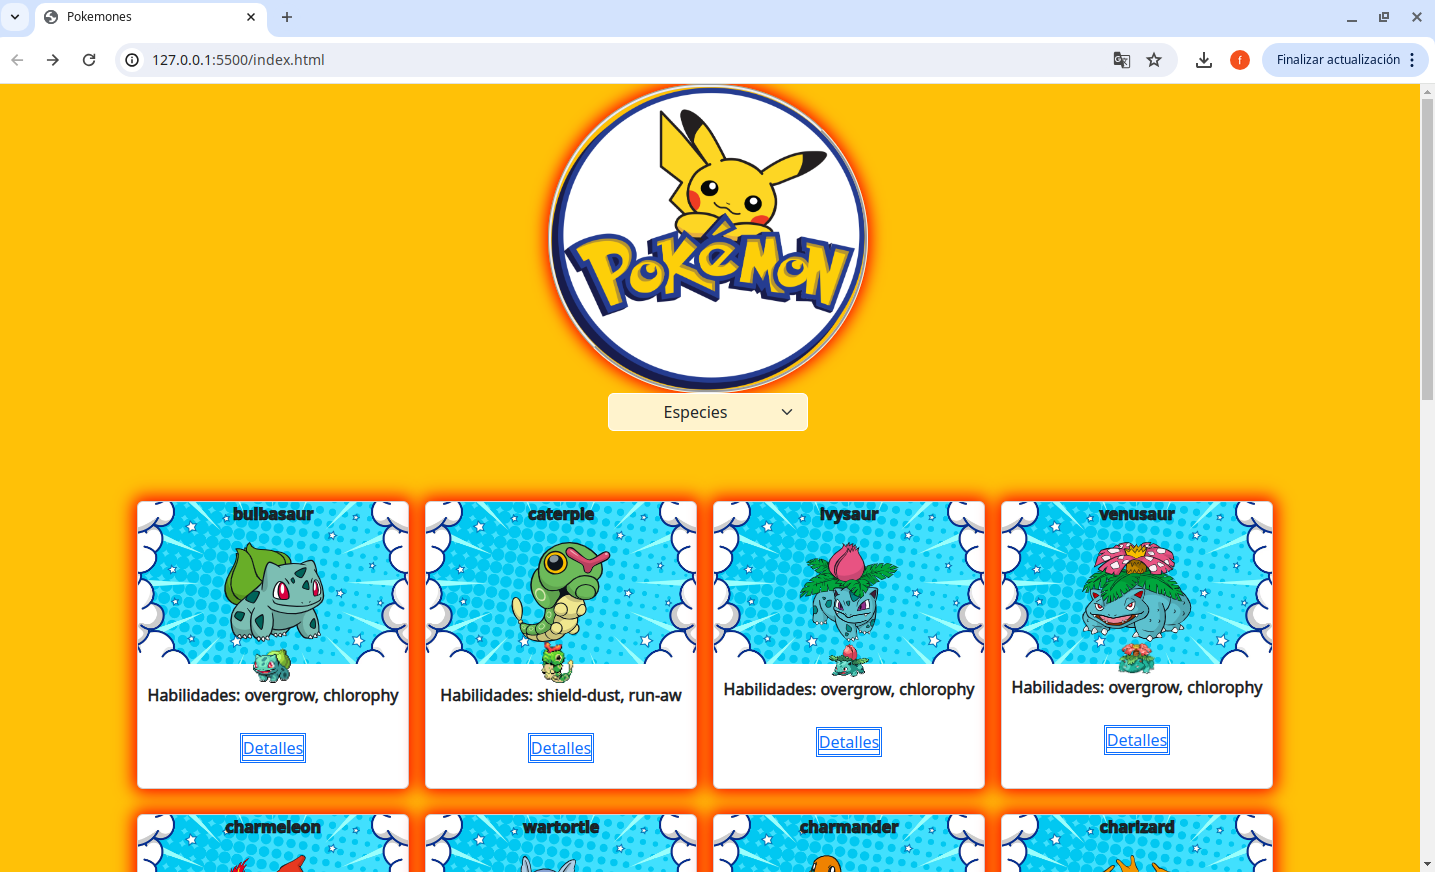 Pokemones
127.0.0.1:5500/index.html
Finalizar actualización
f
POKéMON
Especies
bulbasaur
caterpie
ivysaur
venusaur
Habilidades: overgrow, chlorophy
Habilidades: shield-dust, run-aw
Habilidades: overgrow, chlorophy
Habilidades: overgrow, chlorophy
Detalles
Detalles
Detalles
Detalles
charmeleon
wartortle
charmander
charizard